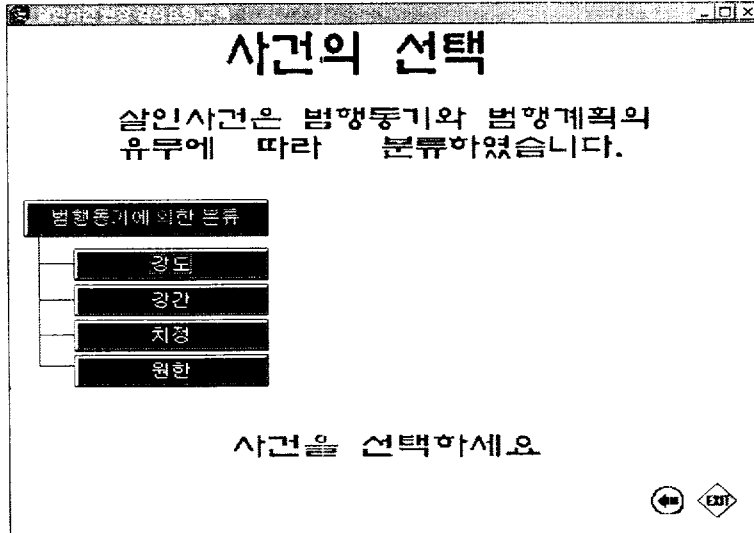 사건의 선택
살인사건은 범행동기와 범행계획의
유무에 따라 분류하였습니다.
범행동기에 의한 분류
강도
강간
치정
원한
사건을 선택하세요
EXIT